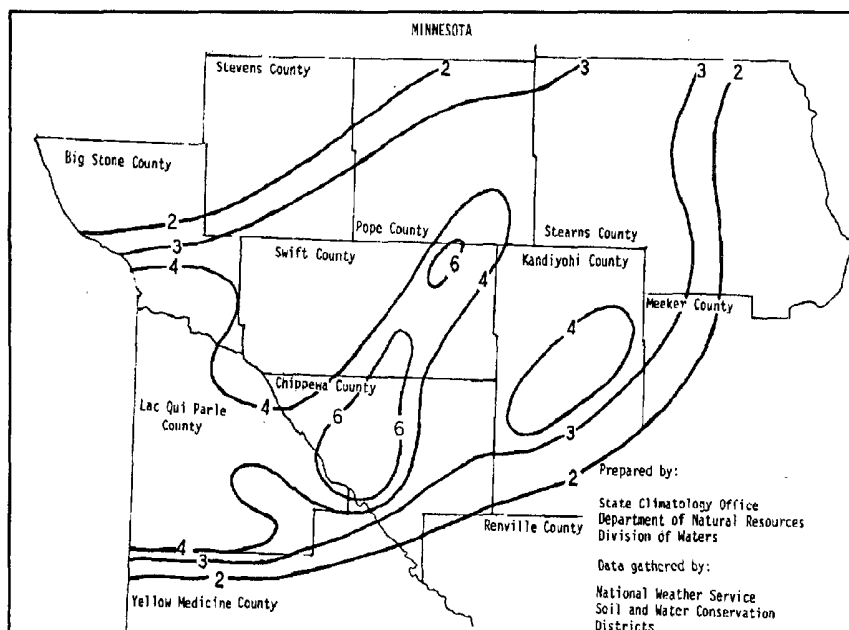 MINNESOTA
Stevens County
2
3
3
2
Big Stone County
2
3
Pope County
Stearns County
4
Swift County
6
4
Kandiyohi County
Meeker County
4
Chippewa County
4
6
6
Lac Qui Parle
County
3
2
Prepared by:
State Climatology Office
Department of Natural Resources
Division of Waters
Renville County
4
3
2
Data gathered by:
Yellow Medicine County
National Weather Service
Soil and Water Conservation
Districts